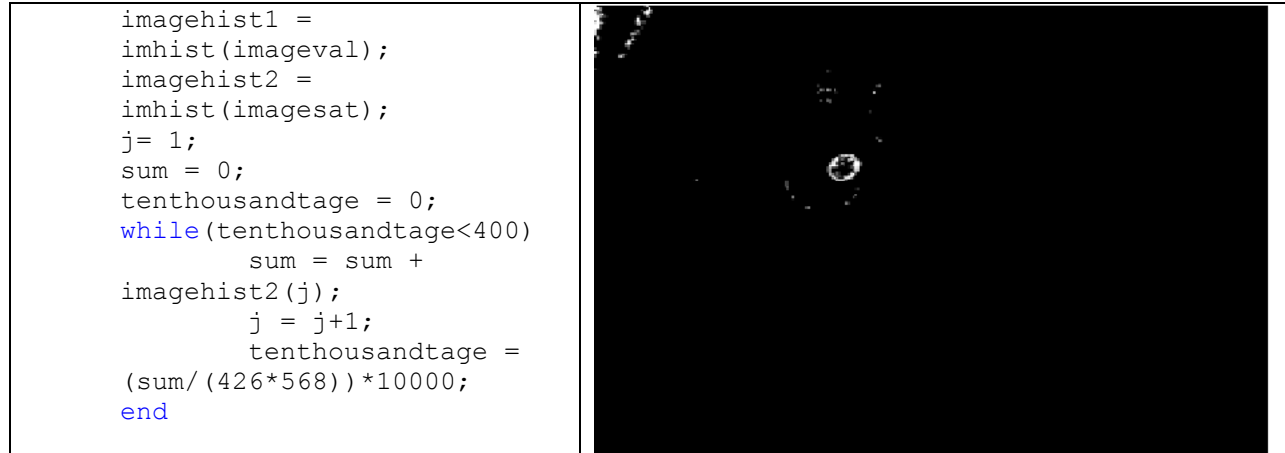 imagehist1 =
imhist(imageval);
imagehist2 =
imhist(imagesat);
j= 1;
sum = 0;
tenthousandtage = 0;
while(tenthousandtage<400)
sum = sum +
imagehist2(j);
j = j+1;
tenthousandtage =
(sum/(426*568))*10000;
end